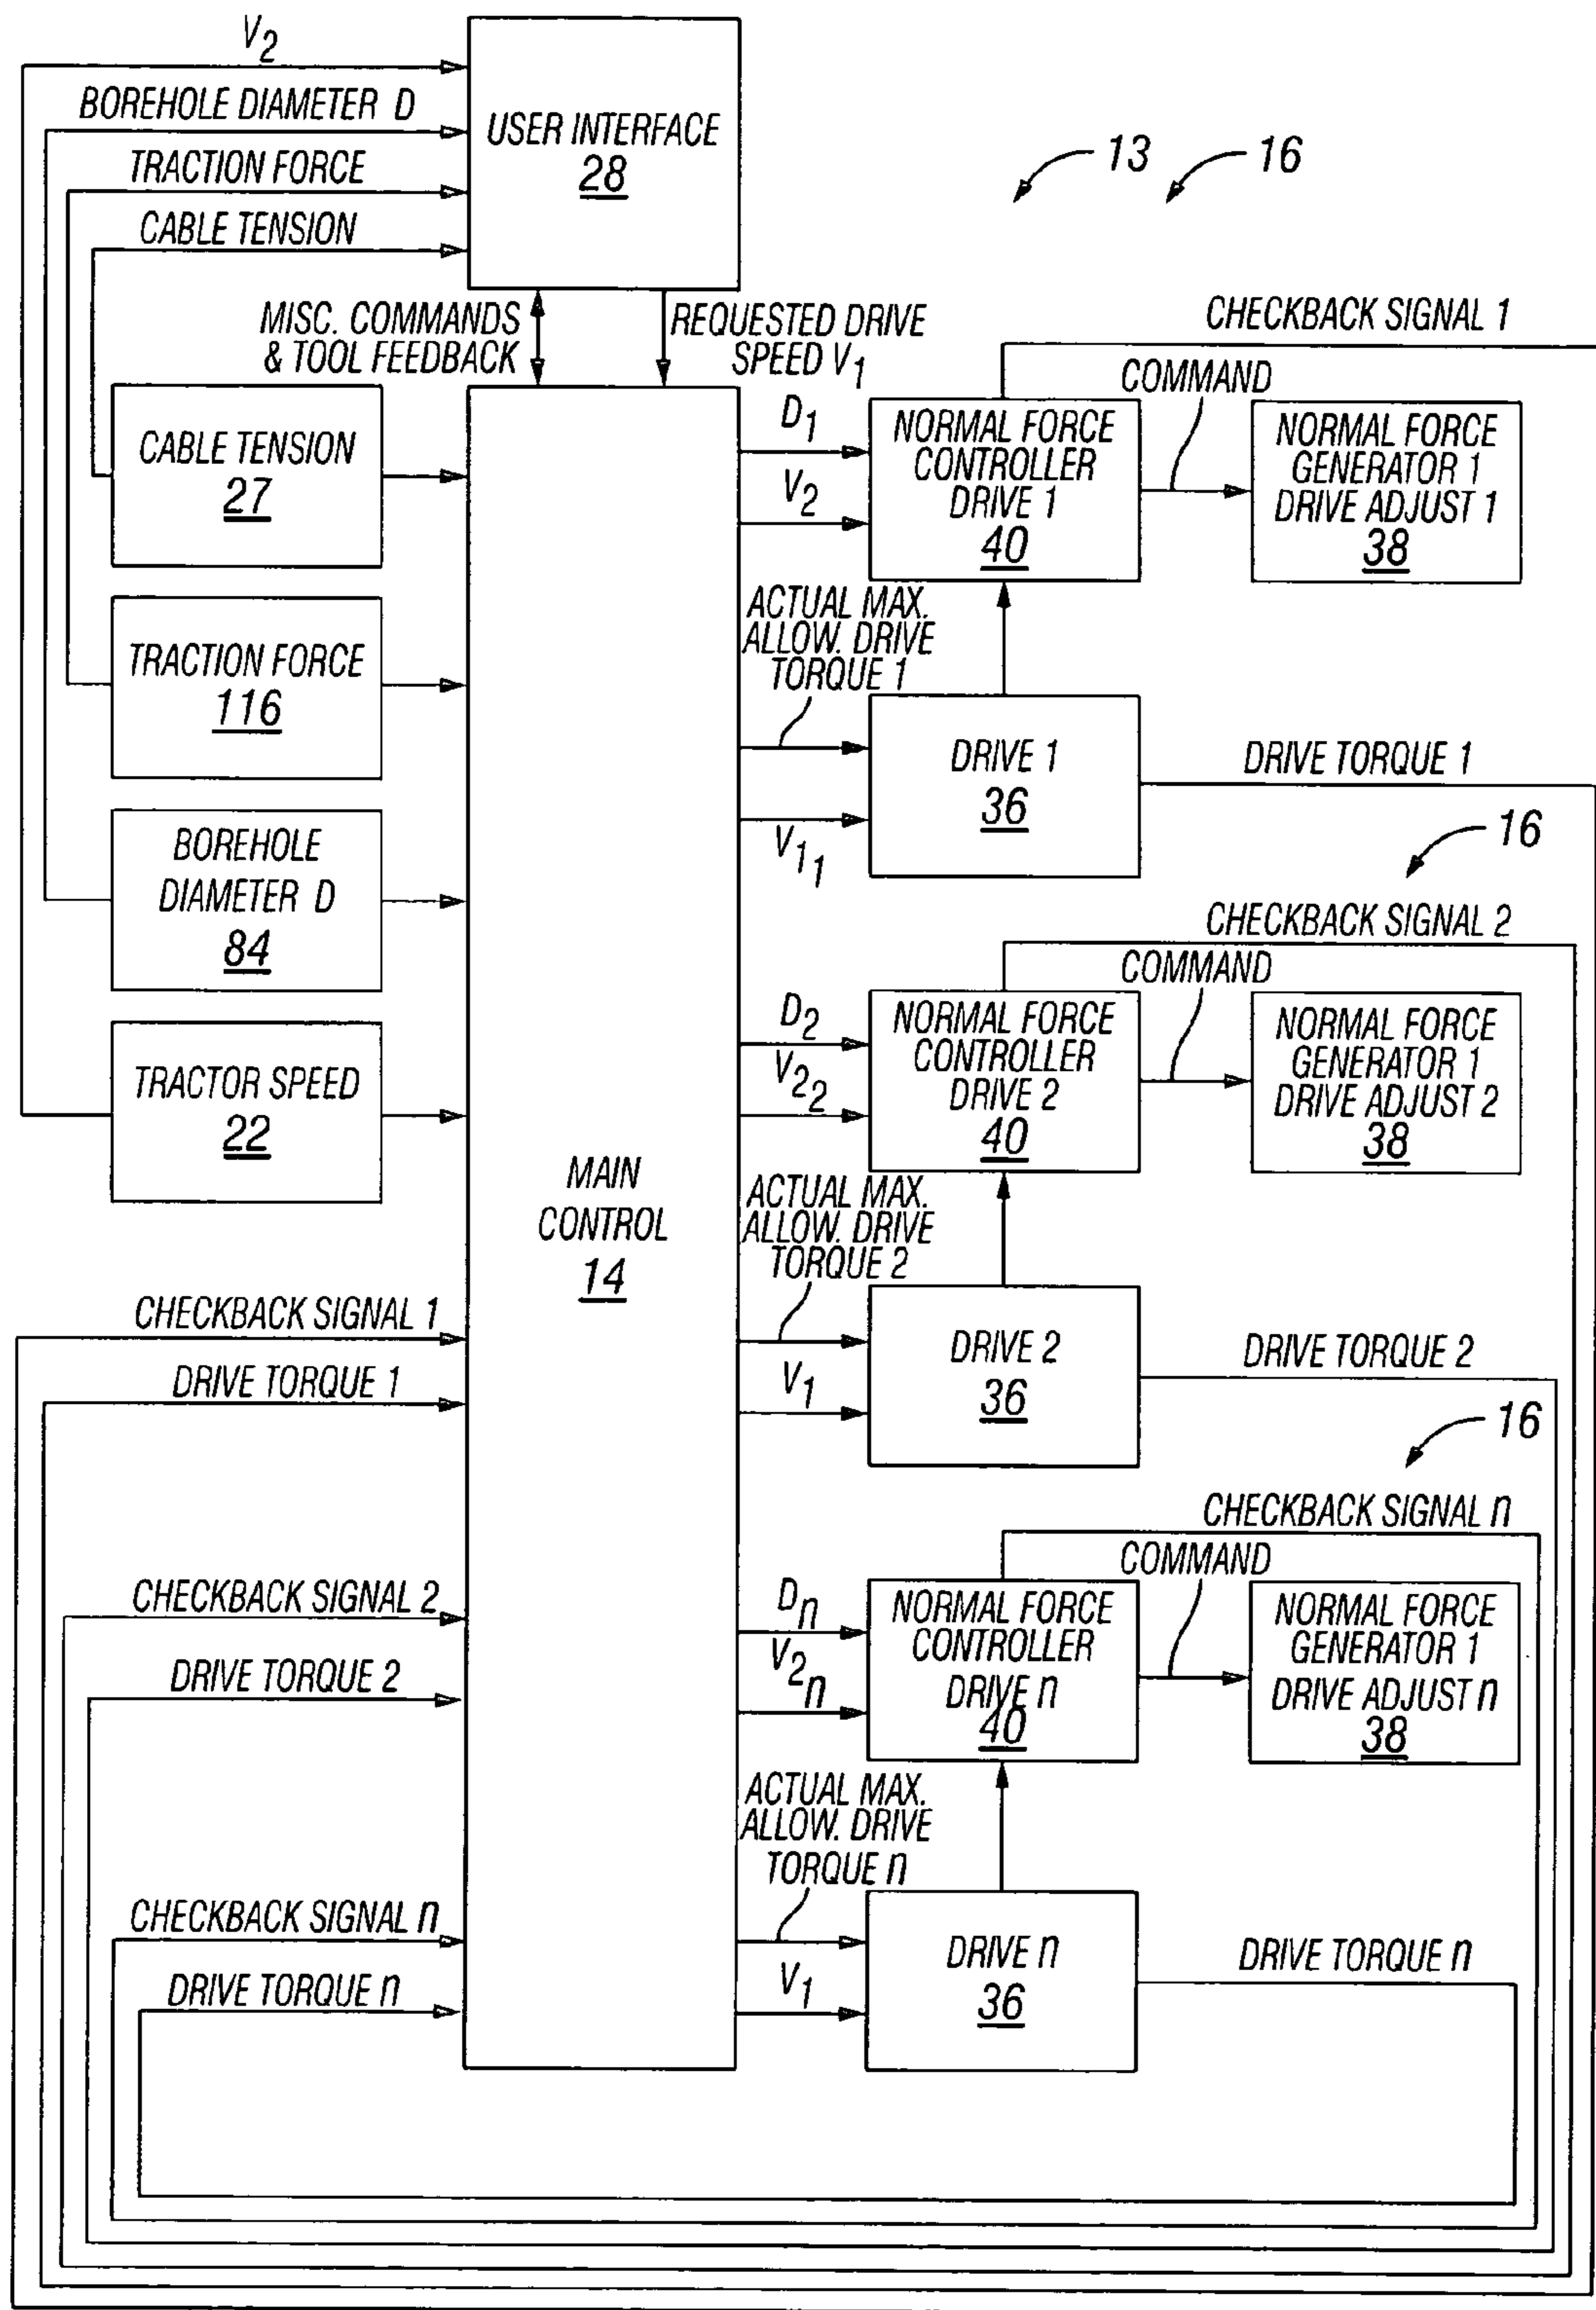 V2
BOREHOLE DIAMETER D
TRACTION FORCE
CABLE TENSION
USER INTERFACE
28
13
16
MISC. COMMANDS
& TOOL FEEDBACK
REQUESTED DRIVE
SPEED V1
CABLE TENSION
27
TRACTION FORCE
116
BOREHOLE
DIAMETER D
84
TRACTOR SPEED
22
MAIN
CONTROL
14
CHECKBACK SIGNAL 1
DRIVE TORQUE 1
CHECKBACK SIGNAL 2
DRIVE TORQUE 2
CHECKBACK SIGNAL n
DRIVE TORQUE n
CHECKBACK SIGNAL 1
COMMAND
D1
V2
NORMAL FORCE
CONTROLLER
DRIVE 1
40
NORMAL FORCE
GENERATOR 1
DRIVE ADJUST 1
38
ACTUAL MAX.
ALLOW. DRIVE
TORQUE 1
V11
DRIVE 1
36
DRIVE TORQUE 1
16
CHECKBACK SIGNAL 2
COMMAND
D2
V22
NORMAL FORCE
CONTROLLER
DRIVE 2
40
NORMAL FORCE
GENERATOR 1
DRIVE ADJUST 2
38
ACTUAL MAX.
ALLOW. DRIVE
TORQUE 2
V1
DRIVE 2
36
DRIVE TORQUE 2
16
CHECKBACK SIGNAL n
COMMAND
Dn
V2n
NORMAL FORCE
CONTROLLER
DRIVE n
40
NORMAL FORCE
GENERATOR 1
DRIVE ADJUST n
38
ACTUAL MAX.
ALLOW. DRIVE
TORQUE n
V1
DRIVE n
36
DRIVE TORQUE n